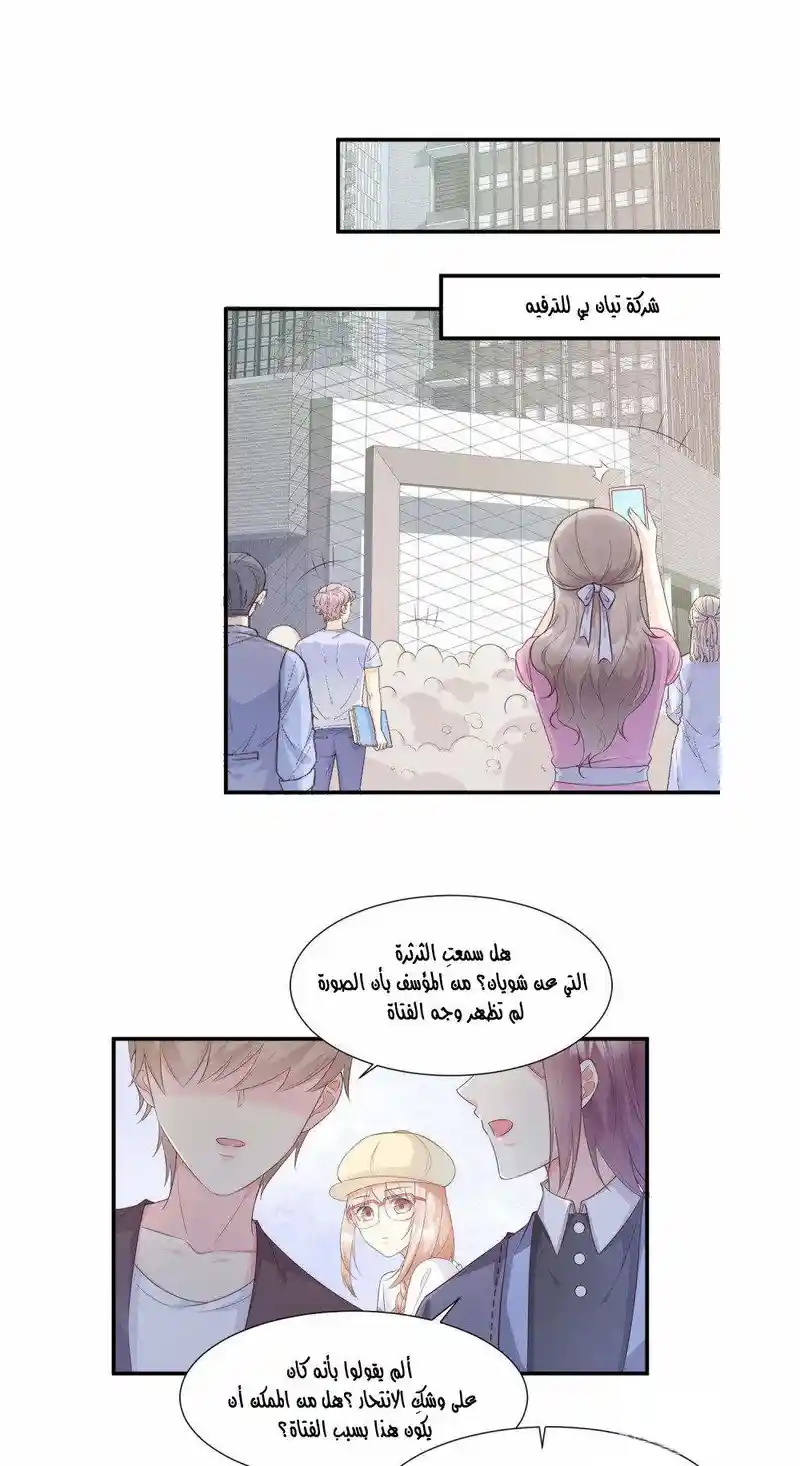 شركة تيان يي للترفيه
هل سمعتِ الثرثرة
التي عن شويان؟ من المؤسف بأن الصورة
لم تظهر وجه الفتاة
ألم يقولوا بأنه كان
على وشكِ الانتحار ؟هل من الممكن أن
يكون هذا بسبب الفتاة؟